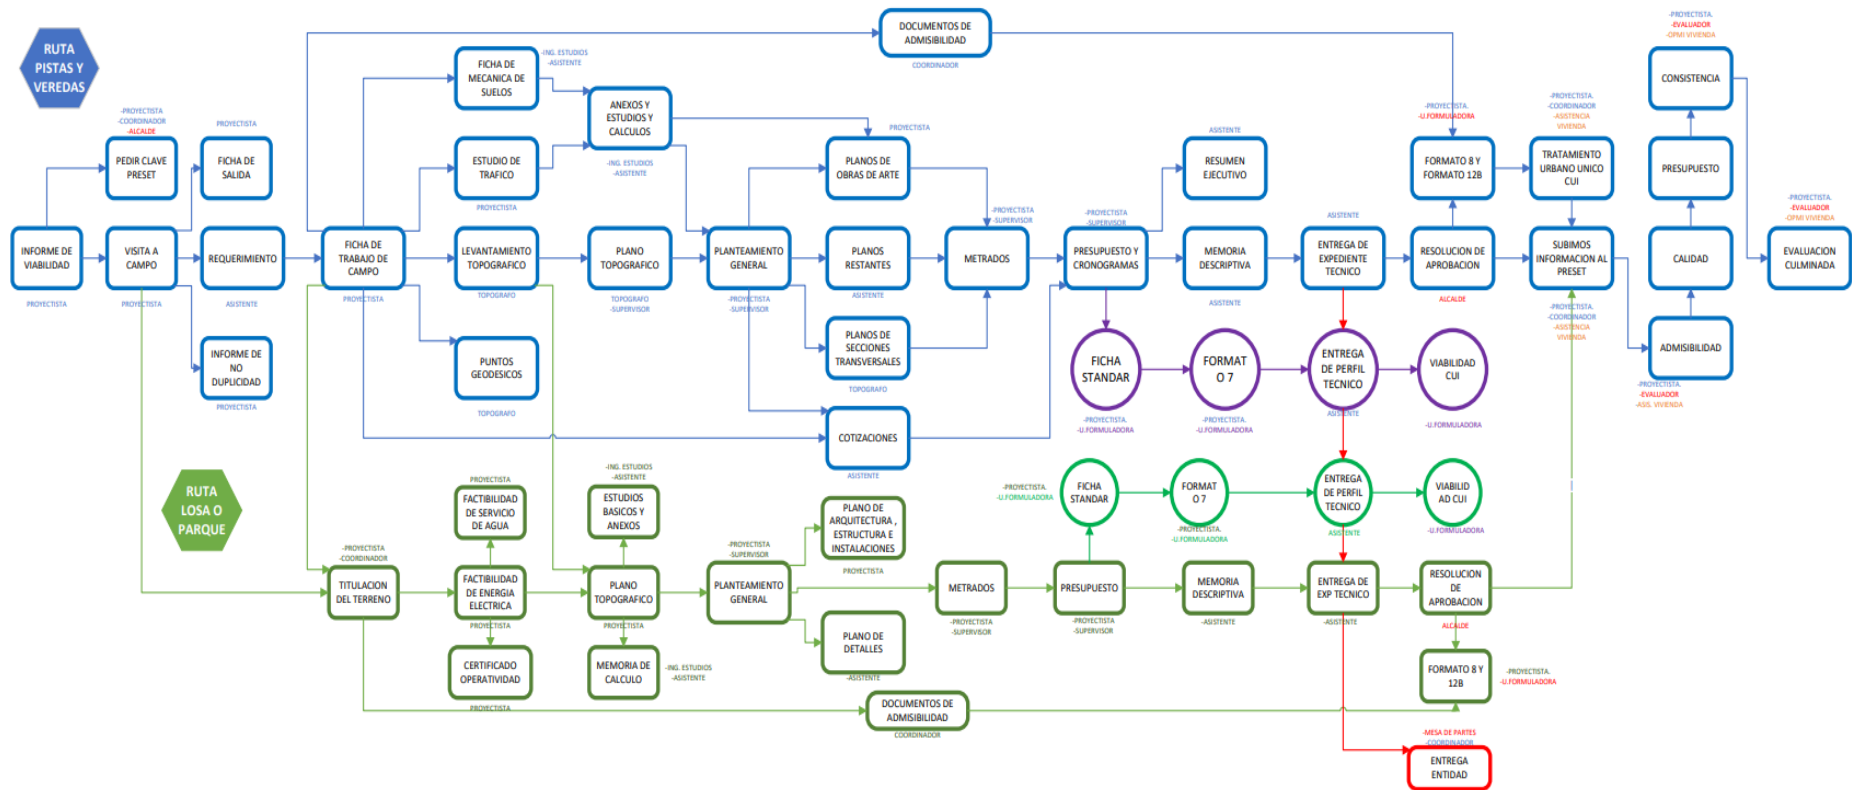 RUTA
PISTAS Y
VEREDAS
-PROYECTISTA
-COORDINADOR
-ALCALDE
PEDIR CLAVE
PRESET
PROYECTISTA
FICHA DE
SALIDA
INFORME DE
VIABILIDAD
PROYECTISTA
VISITA A
CAMPO
PROYECTISTA
REQUERIMIENTO
ASISTENTE
INFORME DE
NO
DUPLICIDAD
PROYECTISTA
FICHA DE
TRABAJO DE
CAMPO
PROYECTISTA
FICHA DE
MECANICA DE
SUELOS
-ING. ESTUDIOS
-ASISTENTE
ESTUDIO DE
TRAFICO
PROYECTISTA
LEVANTAMIENTO
TOPOGRAFICO
TOPOGRAFO
PUNTOS
GEODESICOS
TOPOGRAFO
ANEXOS Y
ESTUDIOS Y
CALCULOS
-ING. ESTUDIOS
-ASISTENTE
PLANO
TOPOGRAFICO
TOPOGRAFO
-SUPERVISOR
PLANTEAMIENTO
GENERAL
-PROYECTISTA
-SUPERVISOR
DOCUMENTOS DE
ADMISIBILIDAD
COORDINADOR
PROYECTISTA
PLANOS DE
OBRAS DE ARTE
PLANOS
RESTANTES
ASISTENTE
PLANOS DE
SECCIONES
TRANSVERSALES
TOPOGRAFO
COTIZACIONES
ASISTENTE
-PROYECTISTA
-SUPERVISOR
METRADOS
-PROYECTISTA
-SUPERVISOR
PRESUPUESTO Y
CRONOGRAMAS
ASISTENTE
RESUMEN
EJECUTIVO
MEMORIA
DESCRIPTIVA
ASISTENTE
ASISTENTE
ENTREGA DE
EXPEDIENTE
TECNICO
-PROYECTISTA.
-U.FORMULADORA
FORMATO 8 Y
FORMATO 12B
RESOLUCION DE
APROBACION
ALCALDE
-PROYECTISTA.
-COORDINADOR
-ASISTENCIA
VIVIENDA
TRATAMIENTO
URBANO UNICO
CUI
SUBIMOS
INFORMACION AL
PRESET
-PROYECTISTA.
-COORDINADOR
-ASISTENCIA
VIVIENDA
-PROYECTISTA.
-EVALUADOR
-OPMI VIVIENDA
CONSISTENCIA
PRESUPUESTO
CALIDAD
ADMISIBILIDAD
-PROYECTISTA.
-EVALUADOR
-ASIS. VIVIENDA
-PROYECTISTA.
-EVALUADOR
-OPMI VIVIENDA
EVALUACION
CULMINADA
FICHA
STANDAR
-PROYECTISTA.
-U.FORMULADORA
FORMAT
O 7
-PROYECTISTA.
-U.FORMULADORA
ENTREGA
DE PERFIL
TECNICO
ASISTENTE
VIABILIDAD
CUI
-U.FORMULADORA
RUTA
LOSA O
PARQUE
-PROYECTISTA.
-U.FORMULADORA
FICHA
STANDAR
FORMAT
O 7
-PROYECTISTA.
-U.FORMULADORA
ENTREGA
DE PERFIL
TECNICO
ASISTENTE
VIABILID
AD CUI
-U.FORMULADORA
-PROYECTISTA
-COORDINADOR
TITULACION
DEL TERRENO
PROYECTISTA
FACTIBILIDAD
DE SERVICIO
DE AGUA
FACTIBILIDAD
DE ENERGIA
ELECTRICA
PROYECTISTA
CERTIFICADO
OPERATIVIDAD
PROYECTISTA
-ING. ESTUDIOS
-ASISTENTE
ESTUDIOS
BASICOS Y
ANEXOS
PLANO
TOPOGRAFICO
PROYECTISTA
MEMORIA DE
CALCULO
-ING. ESTUDIOS
-ASISTENTE
-PROYECTISTA
-SUPERVISOR
PLANTEAMIENTO
GENERAL
PLANO DE
ARQUITECTURA ,
ESTRUCTURA E
INSTALACIONES
PROYECTISTA
PLANO DE
DETALLES
-ASISTENTE
DOCUMENTOS DE
ADMISIBILIDAD
COORDINADOR
METRADOS
-PROYECTISTA
-SUPERVISOR
PRESUPUESTO
-PROYECTISTA
-SUPERVISOR
MEMORIA
DESCRIPTIVA
-ASISTENTE
ENTREGA DE
EXP TECNICO
-ASISTENTE
RESOLUCION
DE
APROBACION
ALCALDE
FORMATO 8 Y
12B
-PROYECTISTA.
-U.FORMULADORA
-MESA DE PARTES
-COORDINADOR
ENTREGA
ENTIDAD